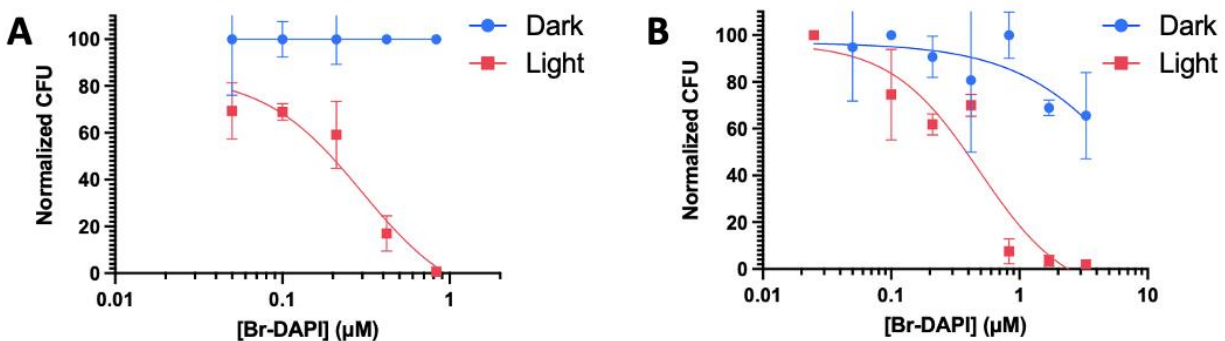 A
Normalized CFU
100
80
60
40
20
0
0.01
0.1
1
[Br-DAPI] (µM)
Dark
Light
B
Normalized CFU
100
80
60
40
20
0
0.01
0.1
1
10
[Br-DAPI] (µM)
Dark
Light